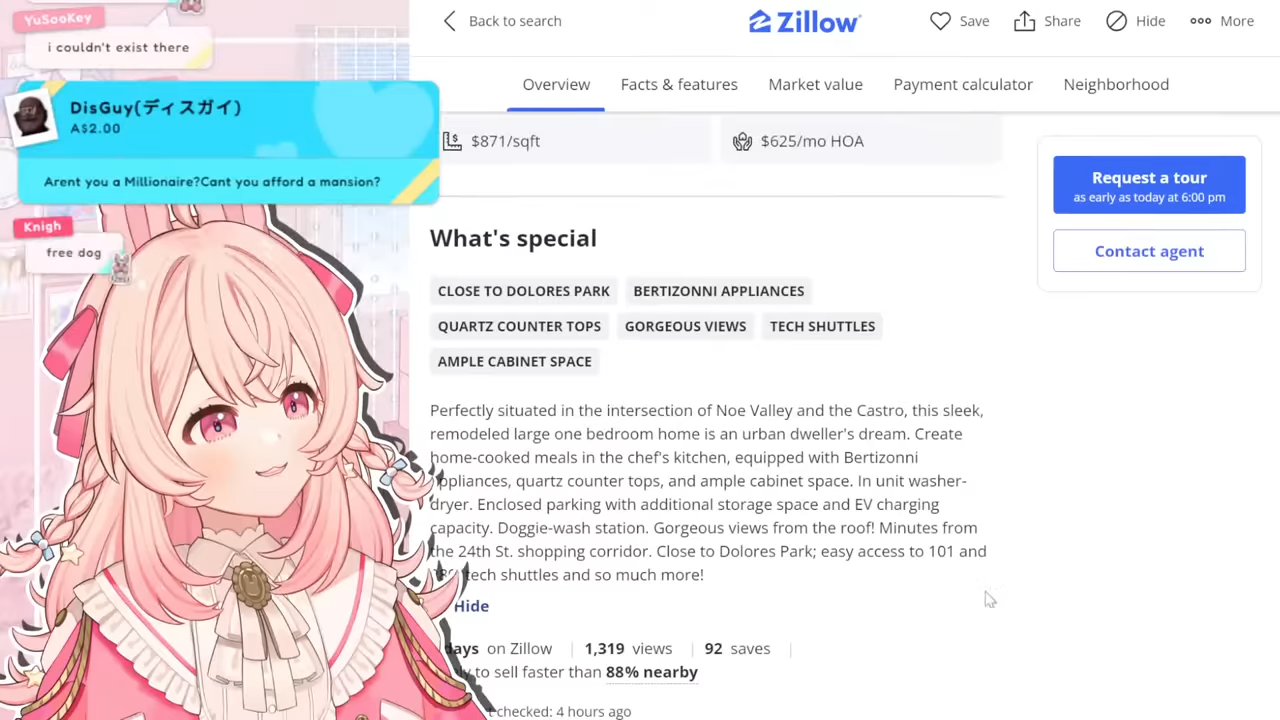 YuSooKey
i couldn't exist there
DisGuy(ディスガイ)
A$2.00
Arent you a Millionaire?Cant you afford a mansion?
Knigh
free dog
Back to search
Zillow
Save
Share
Hide
More
Overview
Facts & features
Market value
Payment calculator
Neighborhood
$871/sqft
$625/mo HOA
Request a tour
as early as today at 6:00 pm
Contact agent
What's special
CLOSE TO DOLORES PARK
BERTIZONNI APPLIANCES
QUARTZ COUNTER TOPS
GORGEOUS VIEWS
TECH SHUTTLES
AMPLE CABINET SPACE
Perfectly situated in the intersection of Noe Valley and the Castro, this sleek,
remodeled large one bedroom home is an urban dweller's dream. Create
home-cooked meals in the chef's kitchen, equipped with Bertizonni
ppliances, quartz counter tops, and ample cabinet space. In unit washer-
dryer. Enclosed parking with additional storage space and EV charging
capacity. Doggie-wash station. Gorgeous views from the roof! Minutes from
the 24th St. shopping corridor. Close to Dolores Park; easy access to 101 and
tech shuttles and so much more!
Hide
days on Zillow
1,319 views
92 saves
to sell faster than 88% nearby
checked: 4 hours ago